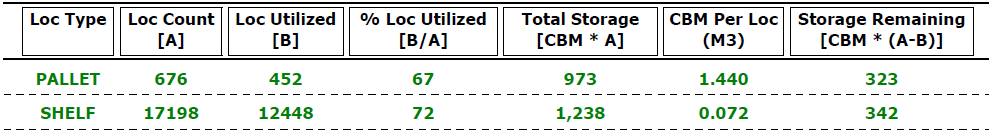 Loc Type Loc Count Loc Utilized % Loc Utilized Total Storage CBM Per Loc Storage Remaining
[A] [B] [B/A] [CBM * A] (M3) [CBM * (A-B)]
PALLET 676 452 67 973 1.440 323
SHELF 17198 12448 72 1,238 0.072 342